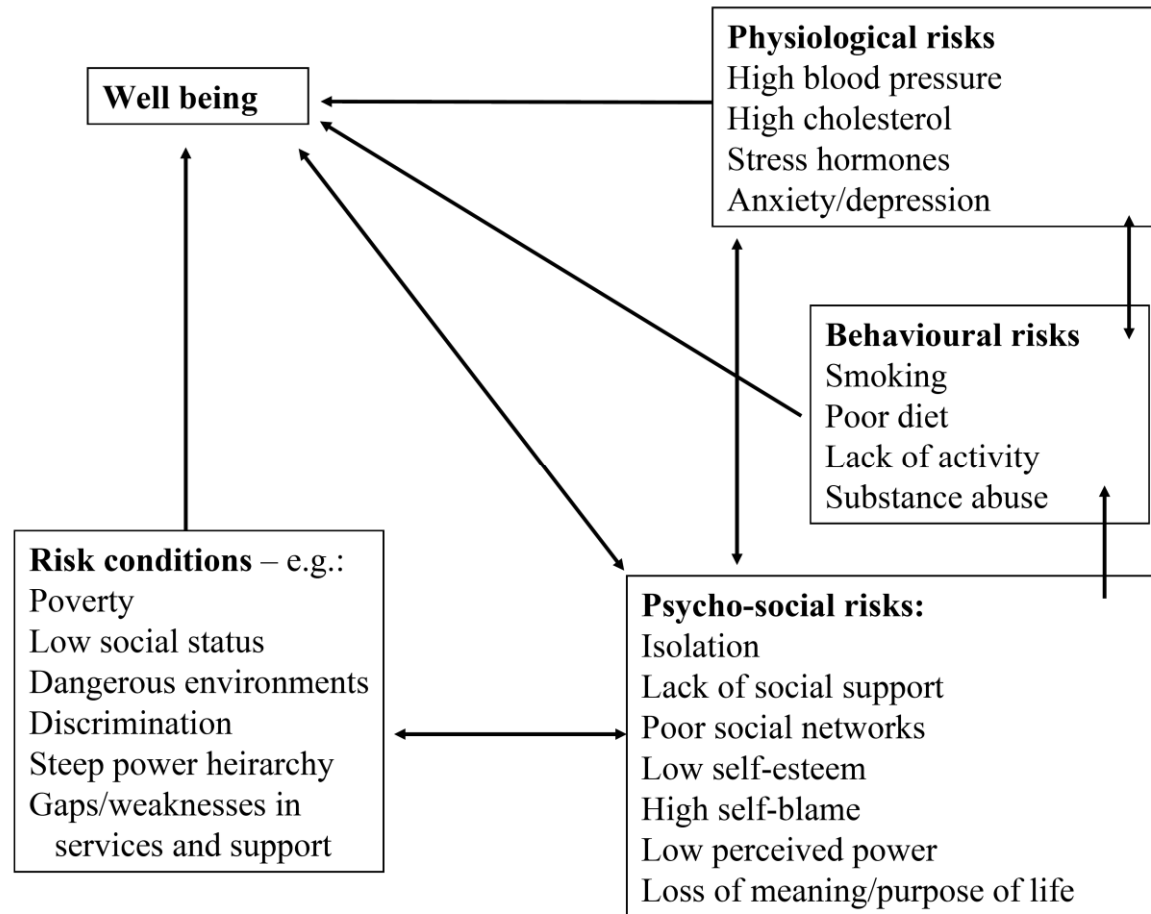 Well being
Physiological risks
High blood pressure
High cholesterol
Stress hormones
Anxiety/depression
Behavioural risks
Smoking
Poor diet
Lack of activity
Substance abuse
Risk conditions – e.g.:
Poverty
Low social status
Dangerous environments
Discrimination
Steep power heirarchy
Gaps/weaknesses in
services and support
Psycho-social risks:
Isolation
Lack of social support
Poor social networks
Low self-esteem
High self-blame
Low perceived power
Loss of meaning/purpose of life